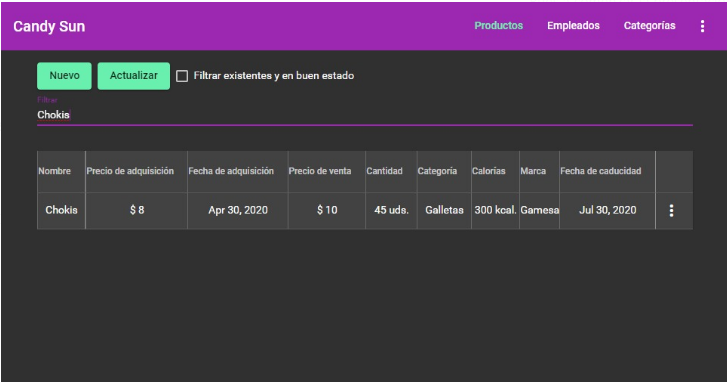 Candy Sun Productos Empleados Categorías
Nuevo Actualizar Filtrar existentes y en buen estado
Filtrar
Chokis
Nombre Precio de adquisición Fecha de adquisición Precio de venta Cantidad Categoría Calorías Marca Fecha de caducidad
Chokis $ 8 Apr 30, 2020 $ 10 45 uds. Galletas 300 kcal. Gamesa Jul 30, 2020